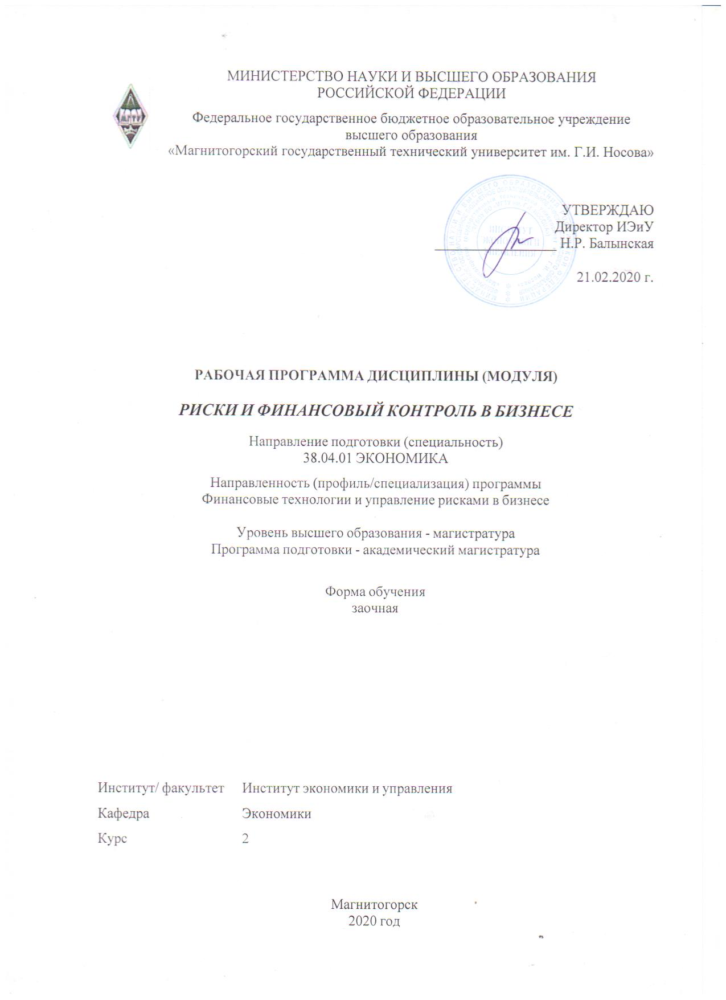 МИНИСТЕРСТВО НАУКИ И ВЫСШЕГО ОБРАЗОВАНИЯ
РОССИЙСКОЙ ФЕДЕРАЦИИ
Федеральное государственное бюджетное образовательное учреждение
высшего образования
«Магнитогорский государственный технический университет им. Г.И. Носова»
МГТУ
УТВЕРЖДАЮ
Директор ИЭиУ
Н.Р. Балынская
21.02.2020 г.
ИНСТИТУТ
ЭКОНОМИКИ И
УПРАВЛЕНИЯ
РАБОЧАЯ ПРОГРАММА ДИСЦИПЛИНЫ (МОДУЛЯ)
РИСКИ И ФИНАНСОВЫЙ КОНТРОЛЬ В БИЗНЕСЕ
Направление подготовки (специальность)
38.04.01 ЭКОНОМИКА
Направленность (профиль/специализация) программы
Финансовые технологии и управление рисками в бизнесе
Уровень высшего образования - магистратура
Программа подготовки - академический магистратура
Форма обучения
заочная
Институт/ факультет Институт экономики и управления
Кафедра Экономики
Курс 2
Магнитогорск
2020 год